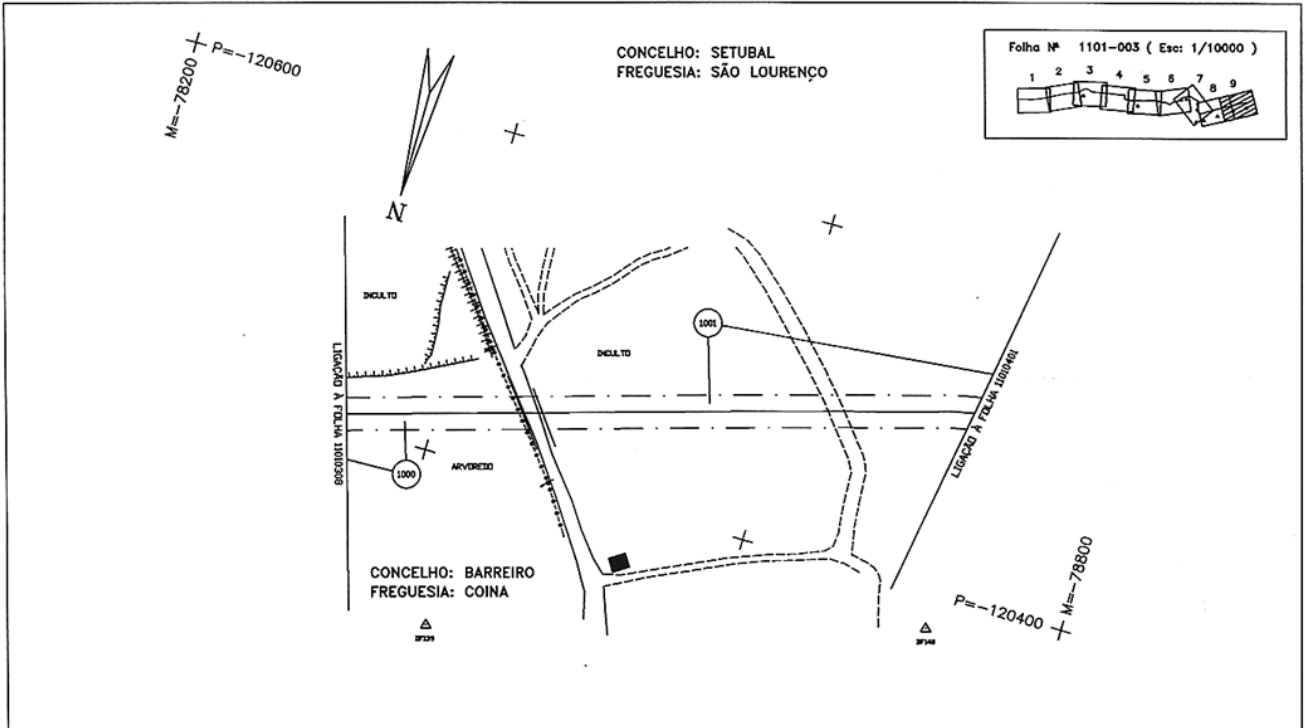 P=-120600
M=-78200
CONCELHO: SETUBAL
FREGUESIA: SÃO LOURENÇO
Folha Nº 1101-003 ( Esc: 1/10000 )
1 2 3 4 5 6 7 8 9
N
INCULTO
1001
INCULTO
LIGAÇÃO À FOLHA 11010308
LIGAÇÃO À FOLHA 11010401
1000
ARVOREDO
CONCELHO: BARREIRO
FREGUESIA: COINA
P=-120400
M=-78800